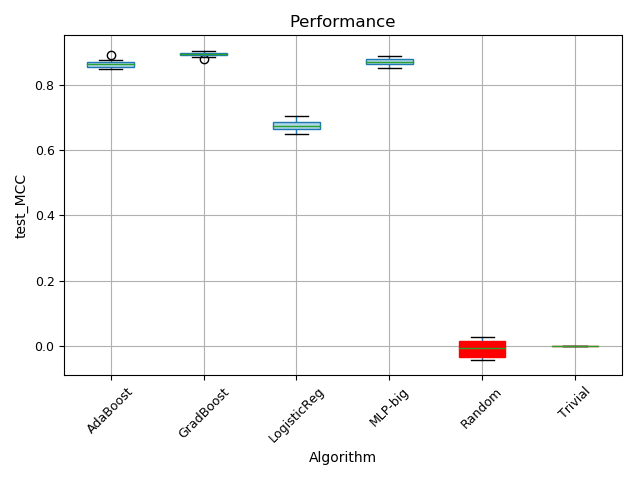 Performance
test_MCC
0.8
0.6
0.4
0.2
0.0
AdaBoost
GradBoost
LogisticReg
MLP-big
Random
Trivial
Algorithm